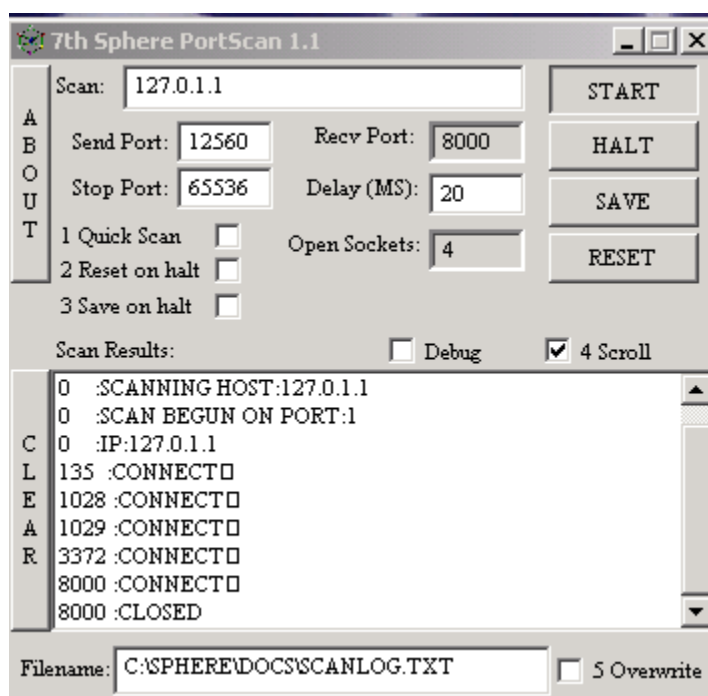 7th Sphere PortScan 1.1
ABOUT
Scan: 127.0.1.1
START
Send Port: 12560 Recv Port: 8000
HALT
Stop Port: 65536 Delay (MS): 20
SAVE
1 Quick Scan
Open Sockets: 4
RESET
2 Reset on halt
3 Save on halt
Scan Results: Debug 4 Scroll
CLEAR
0 :SCANNING HOST:127.0.1.1
0 :SCAN BEGUN ON PORT:1
0 :IP:127.0.1.1
135 :CONNECT▯
1028 :CONNECT▯
1029 :CONNECT▯
3372 :CONNECT▯
8000 :CONNECT▯
8000 :CLOSED
Filename: C:\SPHERE\DOCS\SCANLOG.TXT 5 Overwrite